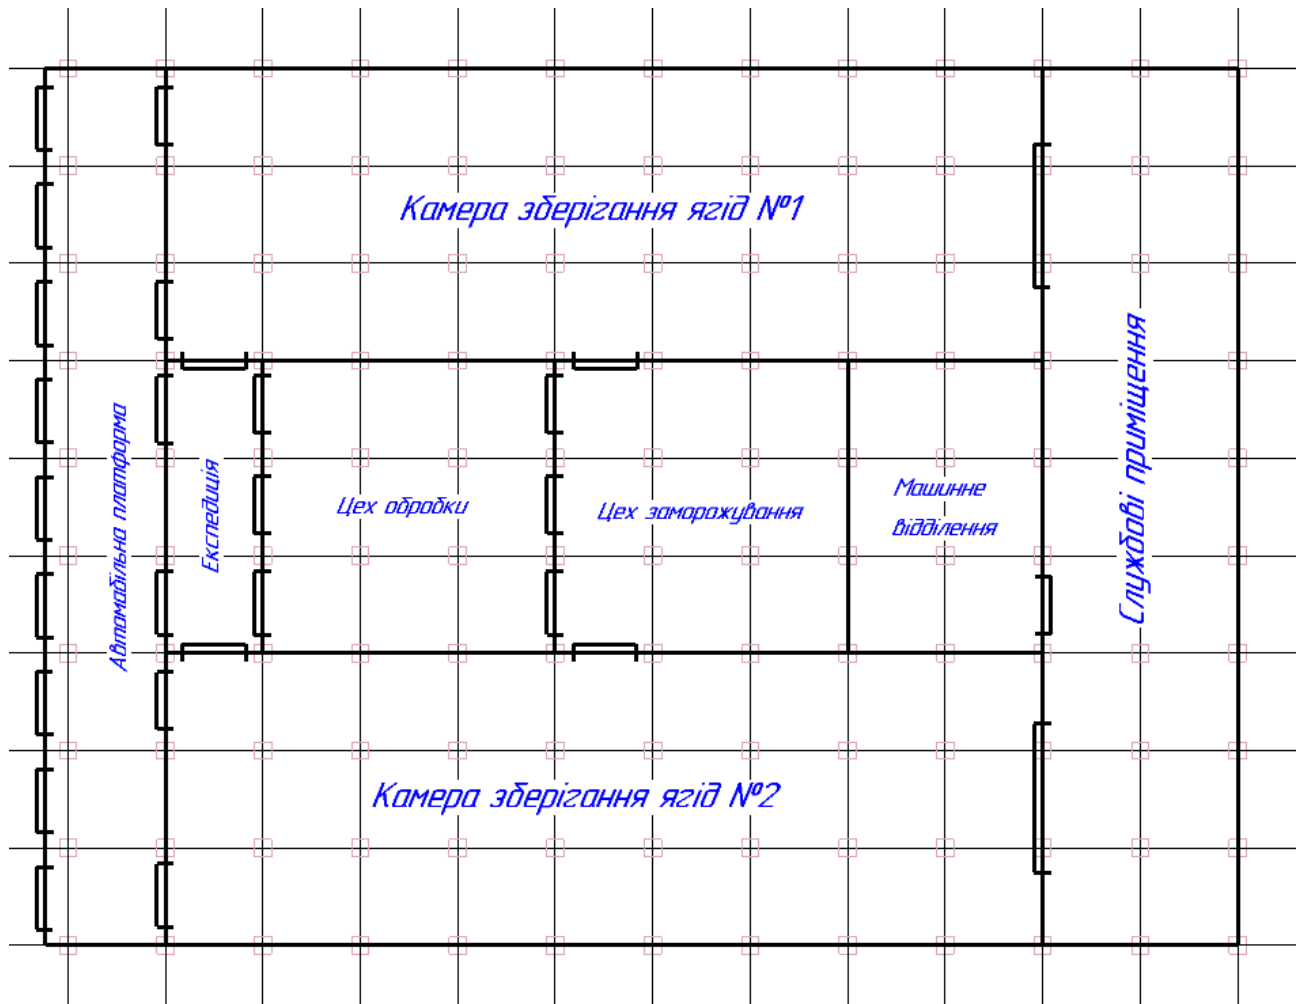 Камера зберігання ягід №1
Автомобільна платформа
Експедиція
Цех обробки
Цех заморожування
Машинне
відділення
Службові приміщення
Камера зберігання ягід №2